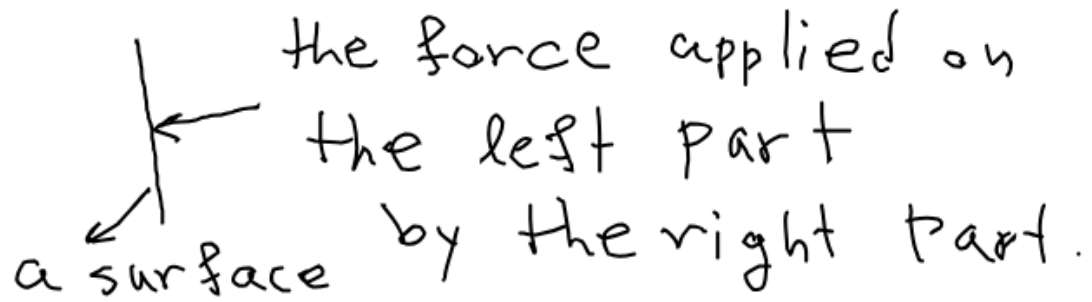 the force applied on
the left part
by the right part.
a surface